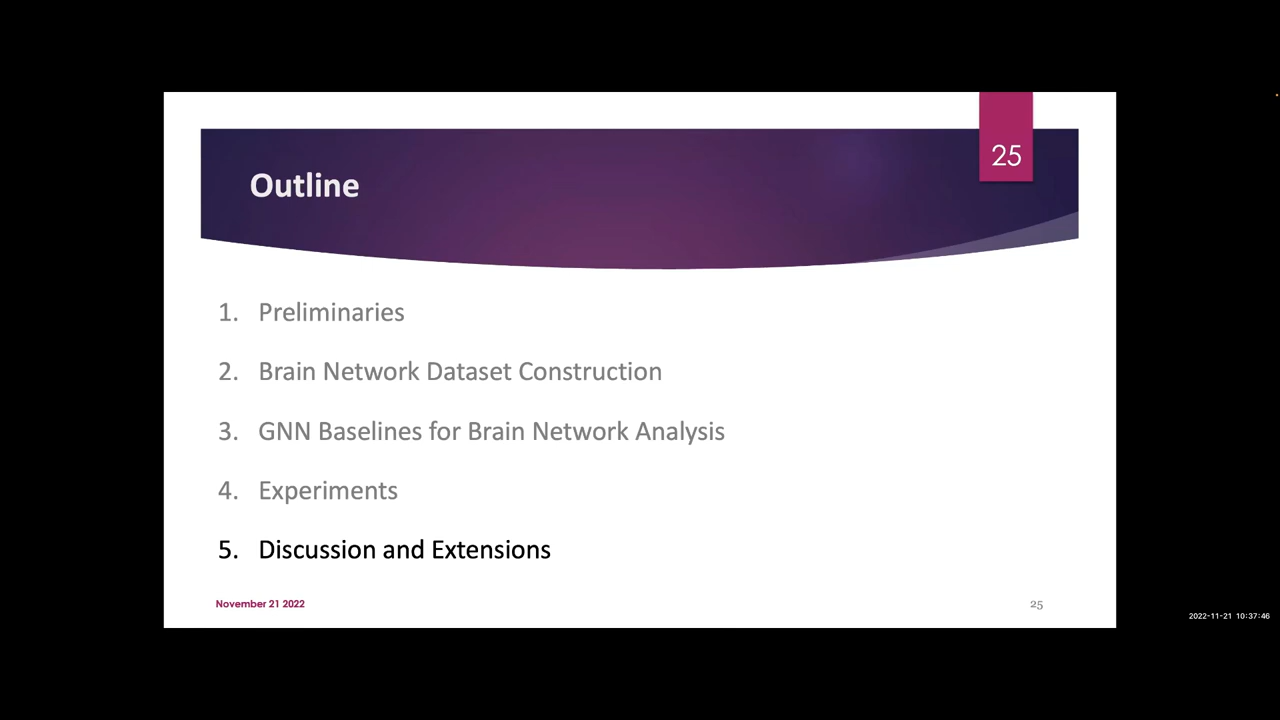 25
Outline
1. Preliminaries
2. Brain Network Dataset Construction
3. GNN Baselines for Brain Network Analysis
4. Experiments
5. Discussion and Extensions
November 21 2022
25
2022-11-21 10:37:46